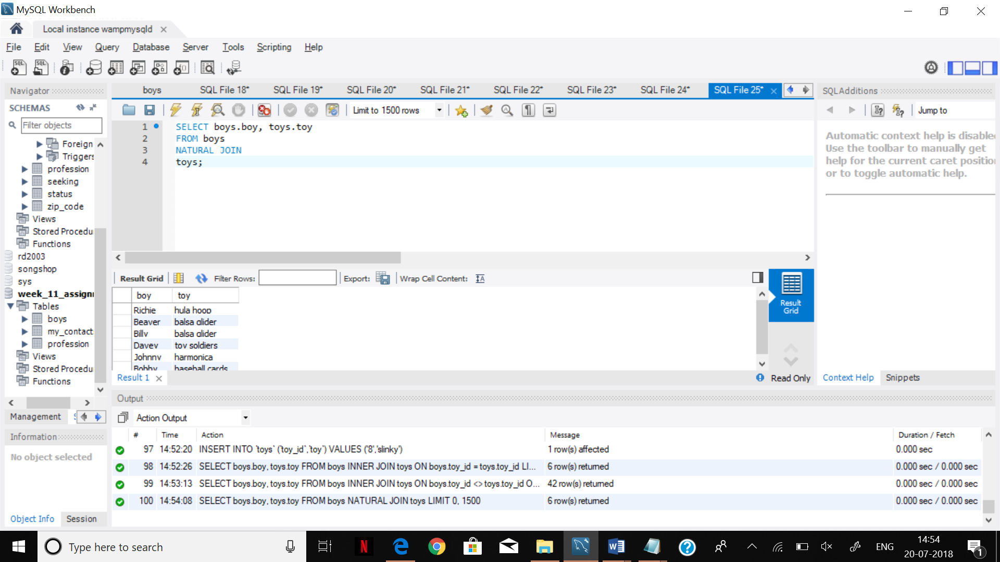 MySQL Workbench
Local instance wampmysqld
File Edit View Query Database Server Tools Scripting Help
Navigator
SCHEMAS
Filter objects
Foreign
Triggers
profession
seeking
status
zip_code
Views
Stored Procedu
Functions
rd2003
songshop
sys
week_11_assignr
Tables
boys
my_contact
profession
Views
Stored Procedu
Functions
Management
Information
No object selected
Object Info Session
boys SQL File 18* SQL File 19* SQL File 20* SQL File 21* SQL File 22* SQL File 23* SQL File 24* SQL File 25*
Limit to 1500 rows
1 SELECT boys.boy, toys.toy
2 FROM boys
3 NATURAL JOIN
4 toys;
Result Grid Filter Rows: Export: Wrap Cell Content:
boy toy
Richie hula hoop
Beaver balsa glider
Billy balsa glider
Davey toy soldiers
Johnny harmonica
Bobby baseball cards
Result Grid
Result 1
Read Only
SQLAdditions
Jump to
Automatic context help is disable
Use the toolbar to manually get
help for the current caret positio
or to toggle automatic help.
Context Help Snippets
Output
Action Output
# Time Action Message Duration / Fetch
97 14:52:20 INSERT INTO `toys` (`toy_id`,`toy`) VALUES ('8','slinky') 1 row(s) affected 0.000 sec
98 14:52:26 SELECT boys.boy, toys.toy FROM boys INNER JOIN toys ON boys.toy_id = toys.toy_id LI... 6 row(s) returned 0.000 sec / 0.000 sec
99 14:53:13 SELECT boys.boy, toys.toy FROM boys INNER JOIN toys ON boys.toy_id <> toys.toy_id O... 42 row(s) returned 0.000 sec / 0.000 sec
100 14:54:08 SELECT boys.boy, toys.toy FROM boys NATURAL JOIN toys LIMIT 0, 1500 6 row(s) returned 0.000 sec / 0.000 sec
Type here to search
ENG
14:54
20-07-2018
1